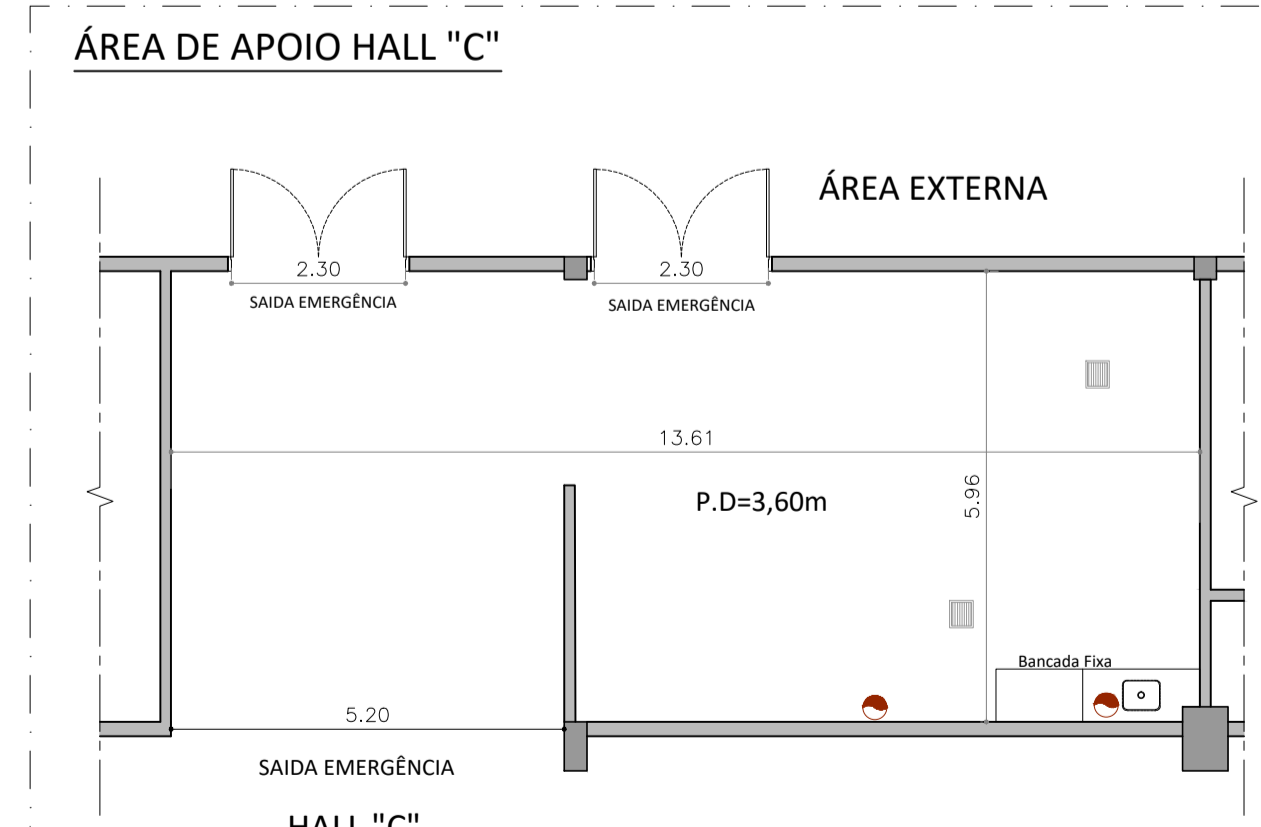 ÁREA DE APOIO HALL "C"
ÁREA EXTERNA
2.30
2.30
SAIDA EMERGÊNCIA
SAIDA EMERGÊNCIA
13.61
5.96
P.D=3,60m
Bancada Fixa
5.20
SAIDA EMERGÊNCIA
HALL "C"